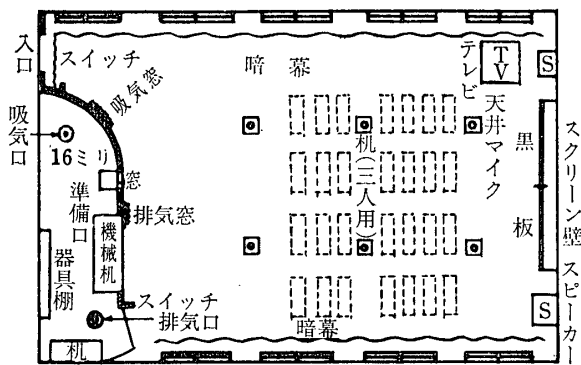 入口
スイッチ
吸気窓
吸気口
16ミリ
窓
準備口
排気窓
機械机
器具棚
スイッチ
排気口
机
暗幕
暗幕
机(二人用)
テレビ
TV
天井マイク
S
黒板
スクリーン壁
スピーカー
S